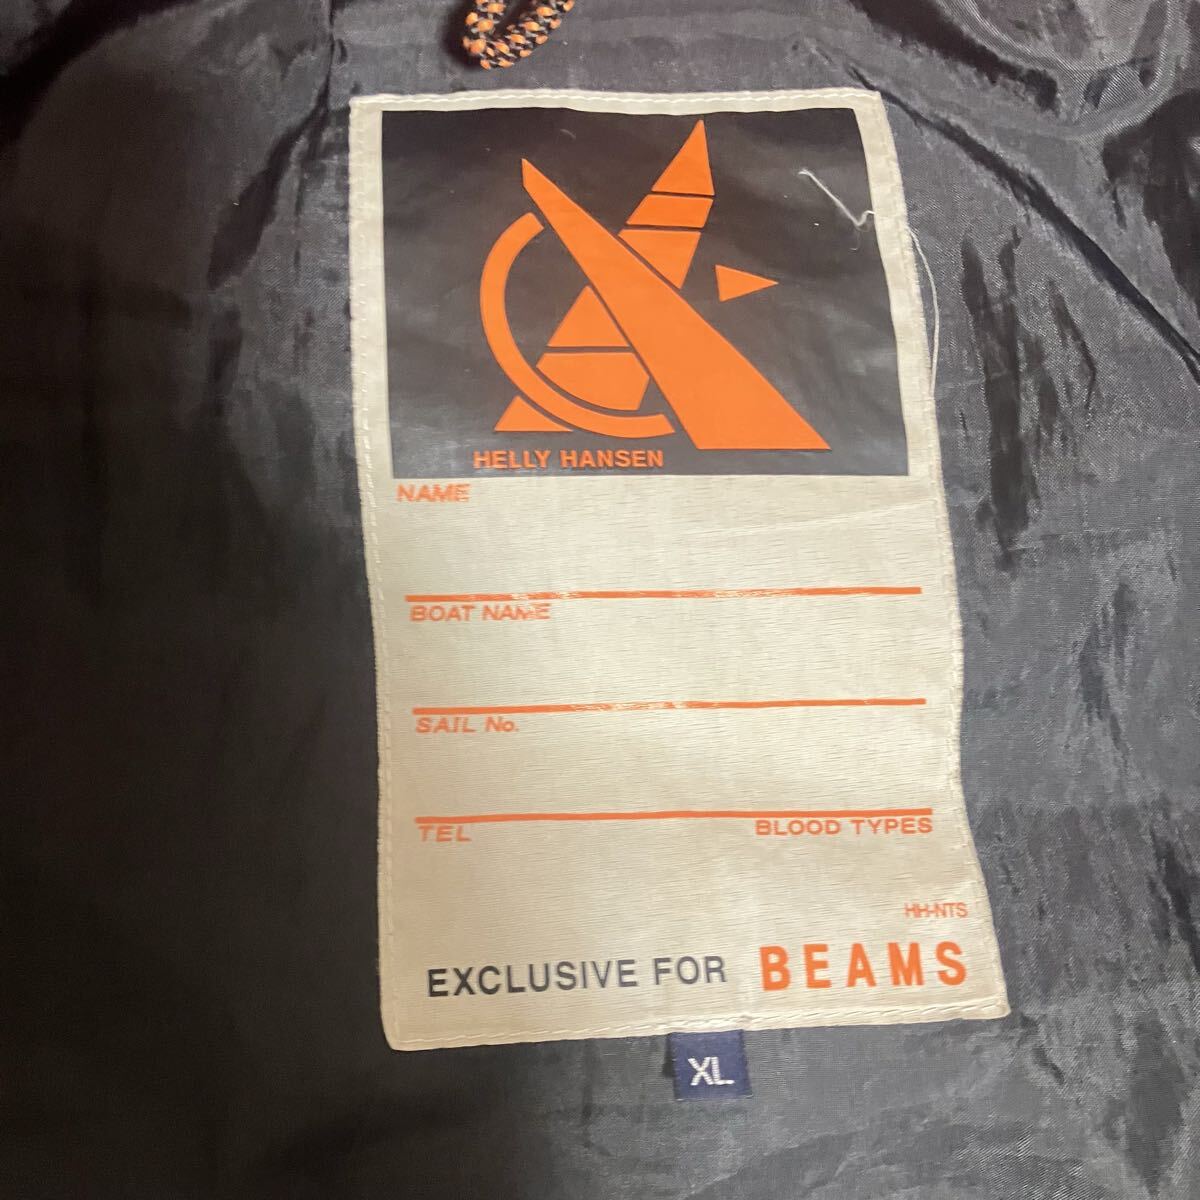 HELLY HANSEN
NAME
BOAT NAME
SAIL No.
TEL BLOOD TYPES
HH-NTS
EXCLUSIVE FOR BEAMS
XL